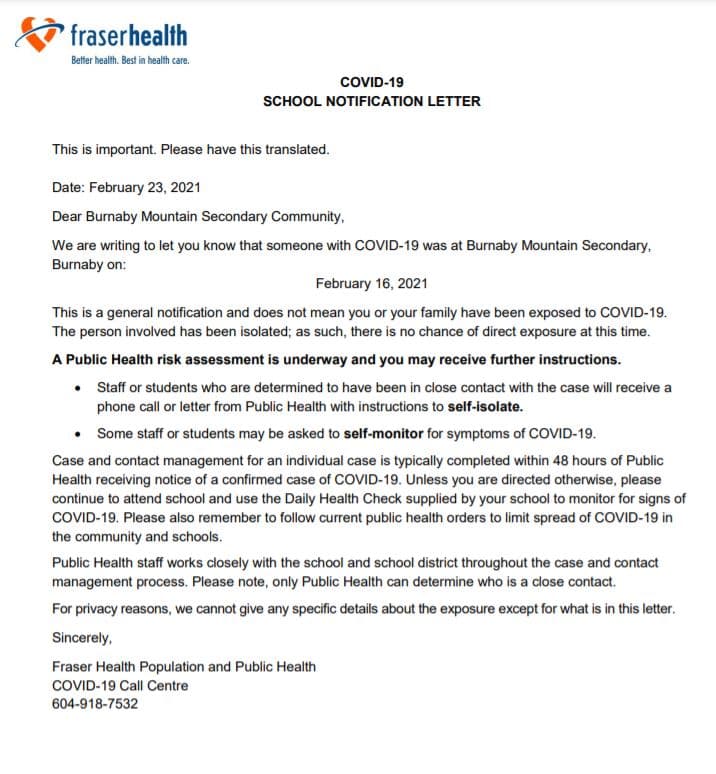 fraserhealth
Better health. Best in health care.
COVID-19
SCHOOL NOTIFICATION LETTER
This is important. Please have this translated.
Date: February 23, 2021
Dear Burnaby Mountain Secondary Community,
We are writing to let you know that someone with COVID-19 was at Burnaby Mountain Secondary,
Burnaby on:
February 16, 2021
This is a general notification and does not mean you or your family have been exposed to COVID-19.
The person involved has been isolated; as such, there is no chance of direct exposure at this time.
A Public Health risk assessment is underway and you may receive further instructions.
• Staff or students who are determined to have been in close contact with the case will receive a
phone call or letter from Public Health with instructions to self-isolate.
• Some staff or students may be asked to self-monitor for symptoms of COVID-19.
Case and contact management for an individual case is typically completed within 48 hours of Public
Health receiving notice of a confirmed case of COVID-19. Unless you are directed otherwise, please
continue to attend school and use the Daily Health Check supplied by your school to monitor for signs of
COVID-19. Please also remember to follow current public health orders to limit spread of COVID-19 in
the community and schools.
Public Health staff works closely with the school and school district throughout the case and contact
management process. Please note, only Public Health can determine who is a close contact.
For privacy reasons, we cannot give any specific details about the exposure except for what is in this letter.
Sincerely,
Fraser Health Population and Public Health
COVID-19 Call Centre
604-918-7532